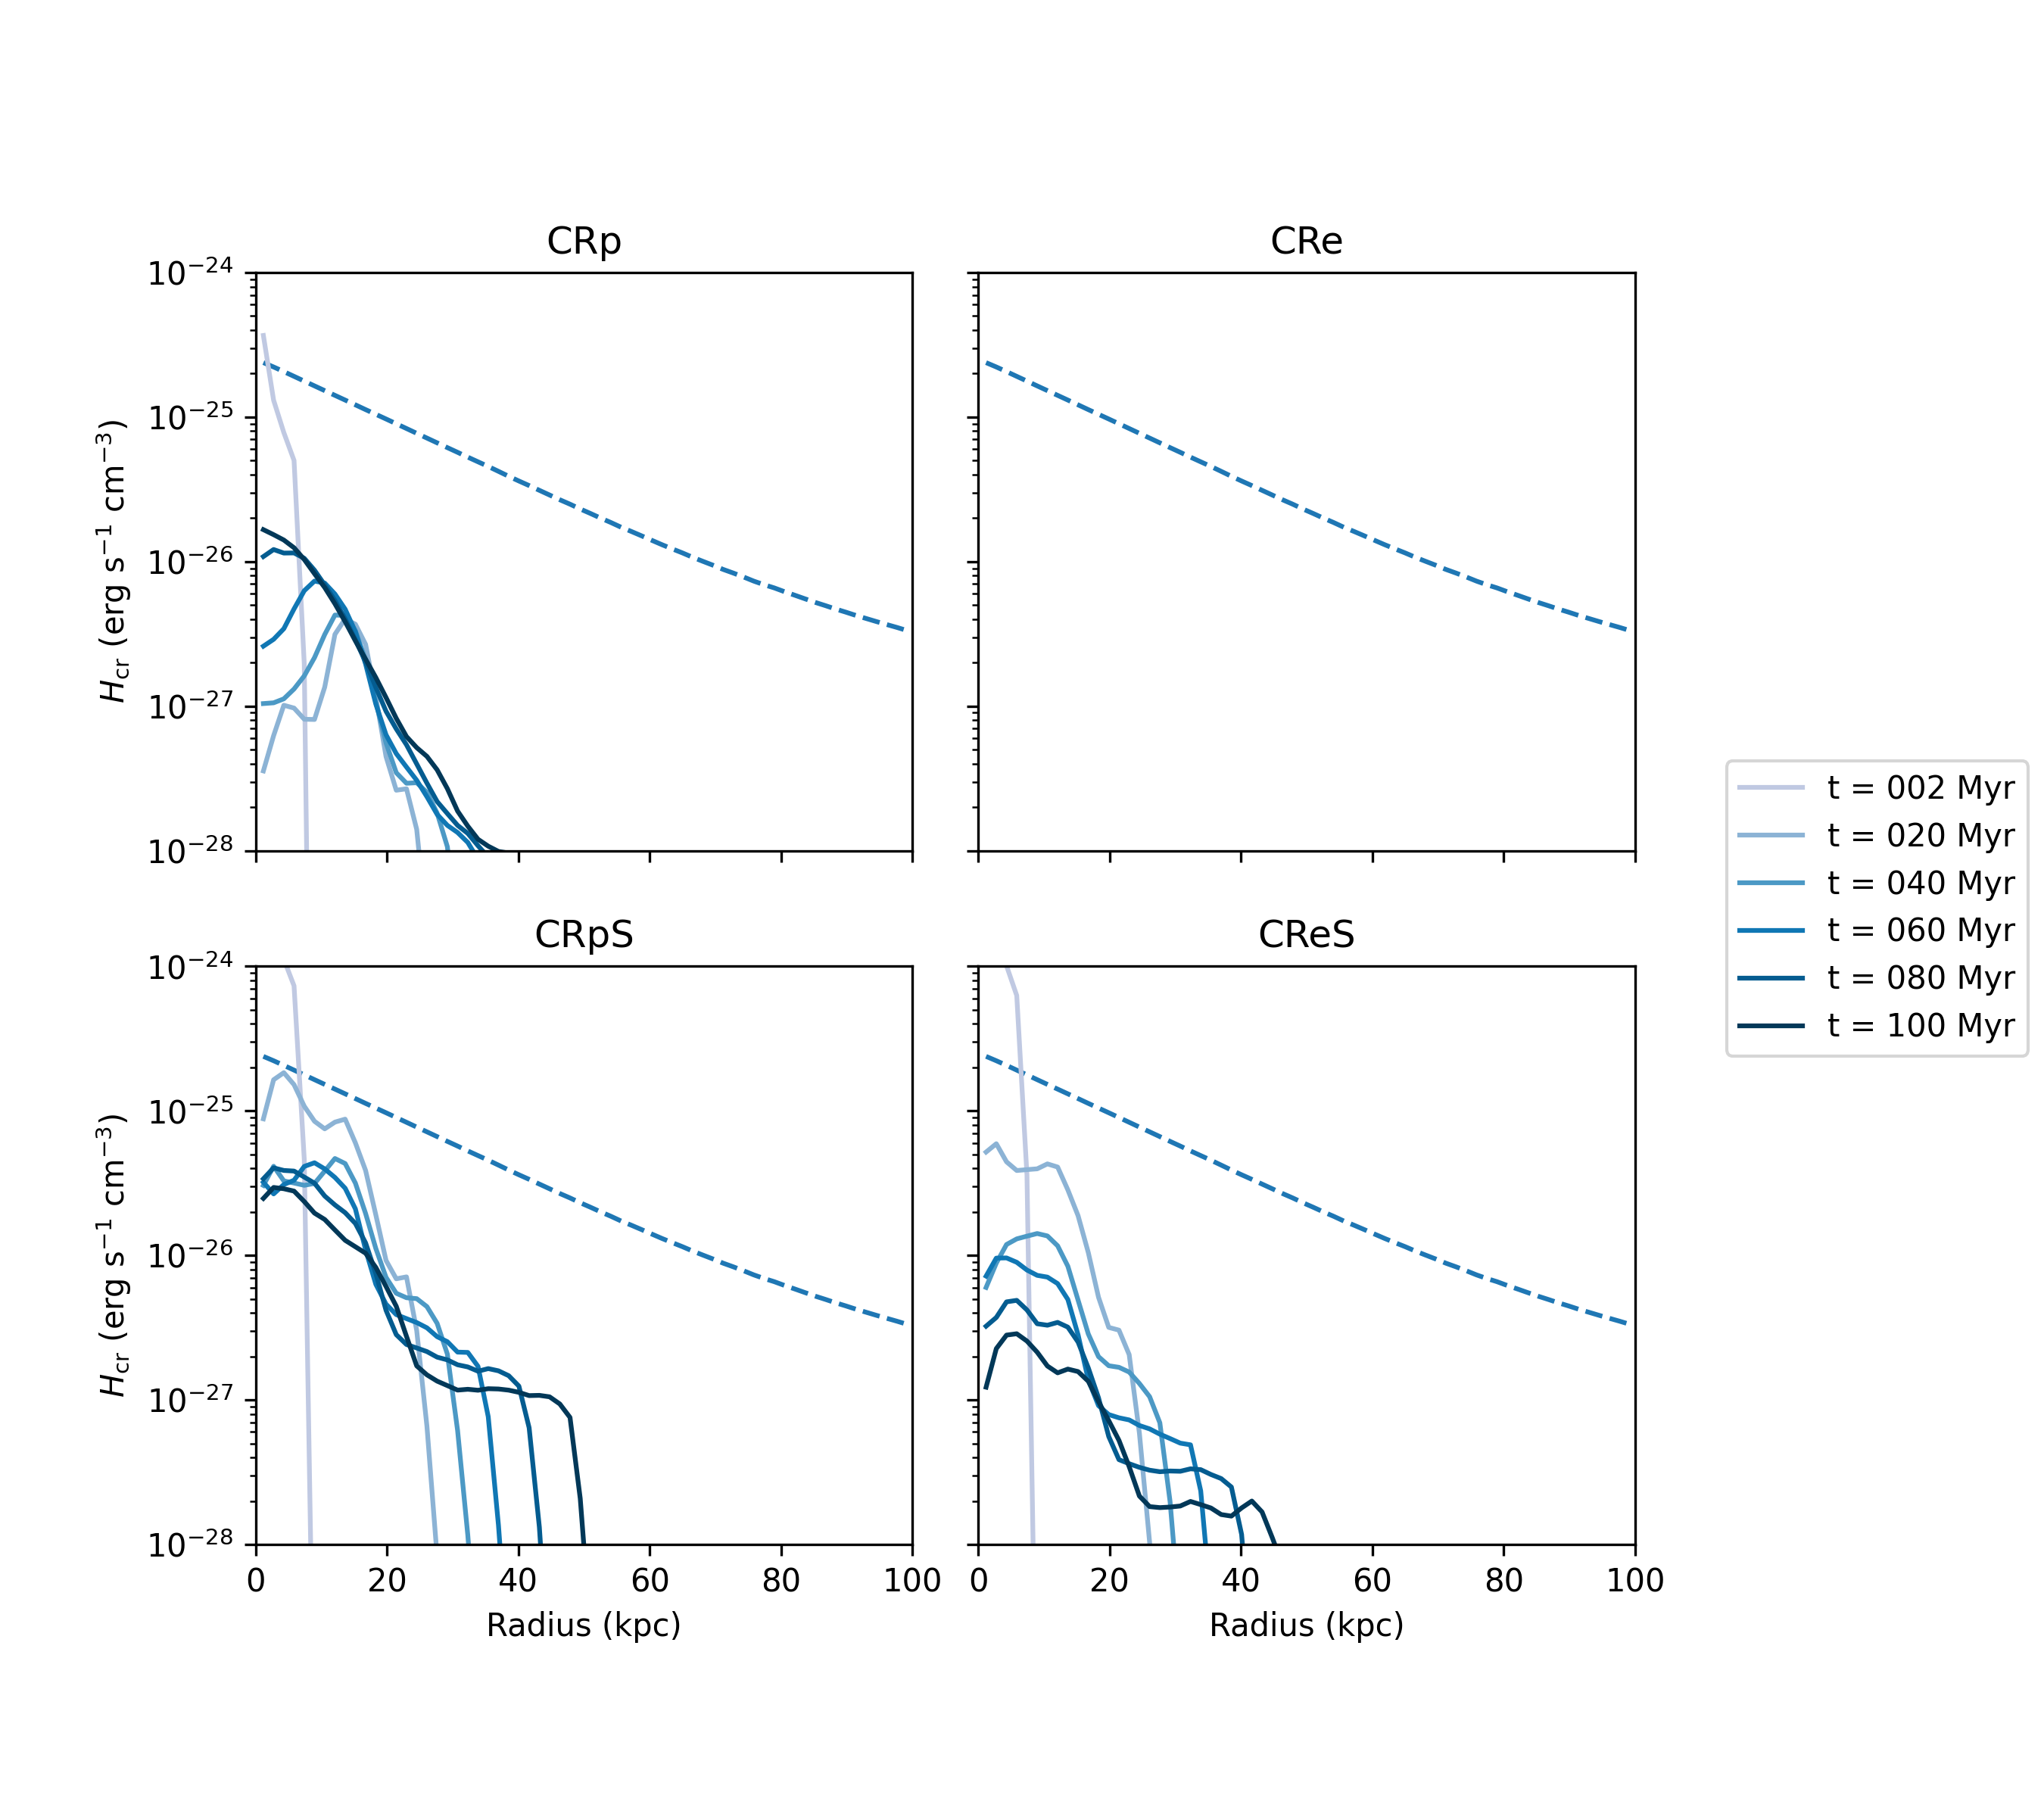 CRp
CRe
10⁻²⁴
10⁻²⁵
10⁻²⁶
10⁻²⁷
10⁻²⁸
H_cr (erg s⁻¹ cm⁻³)
t = 002 Myr
t = 020 Myr
t = 040 Myr
t = 060 Myr
t = 080 Myr
t = 100 Myr
CRpS
CReS
10⁻²⁴
10⁻²⁵
10⁻²⁶
10⁻²⁷
10⁻²⁸
H_cr (erg s⁻¹ cm⁻³)
0 20 40 60 80 100
0 20 40 60 80 100
Radius (kpc)
Radius (kpc)